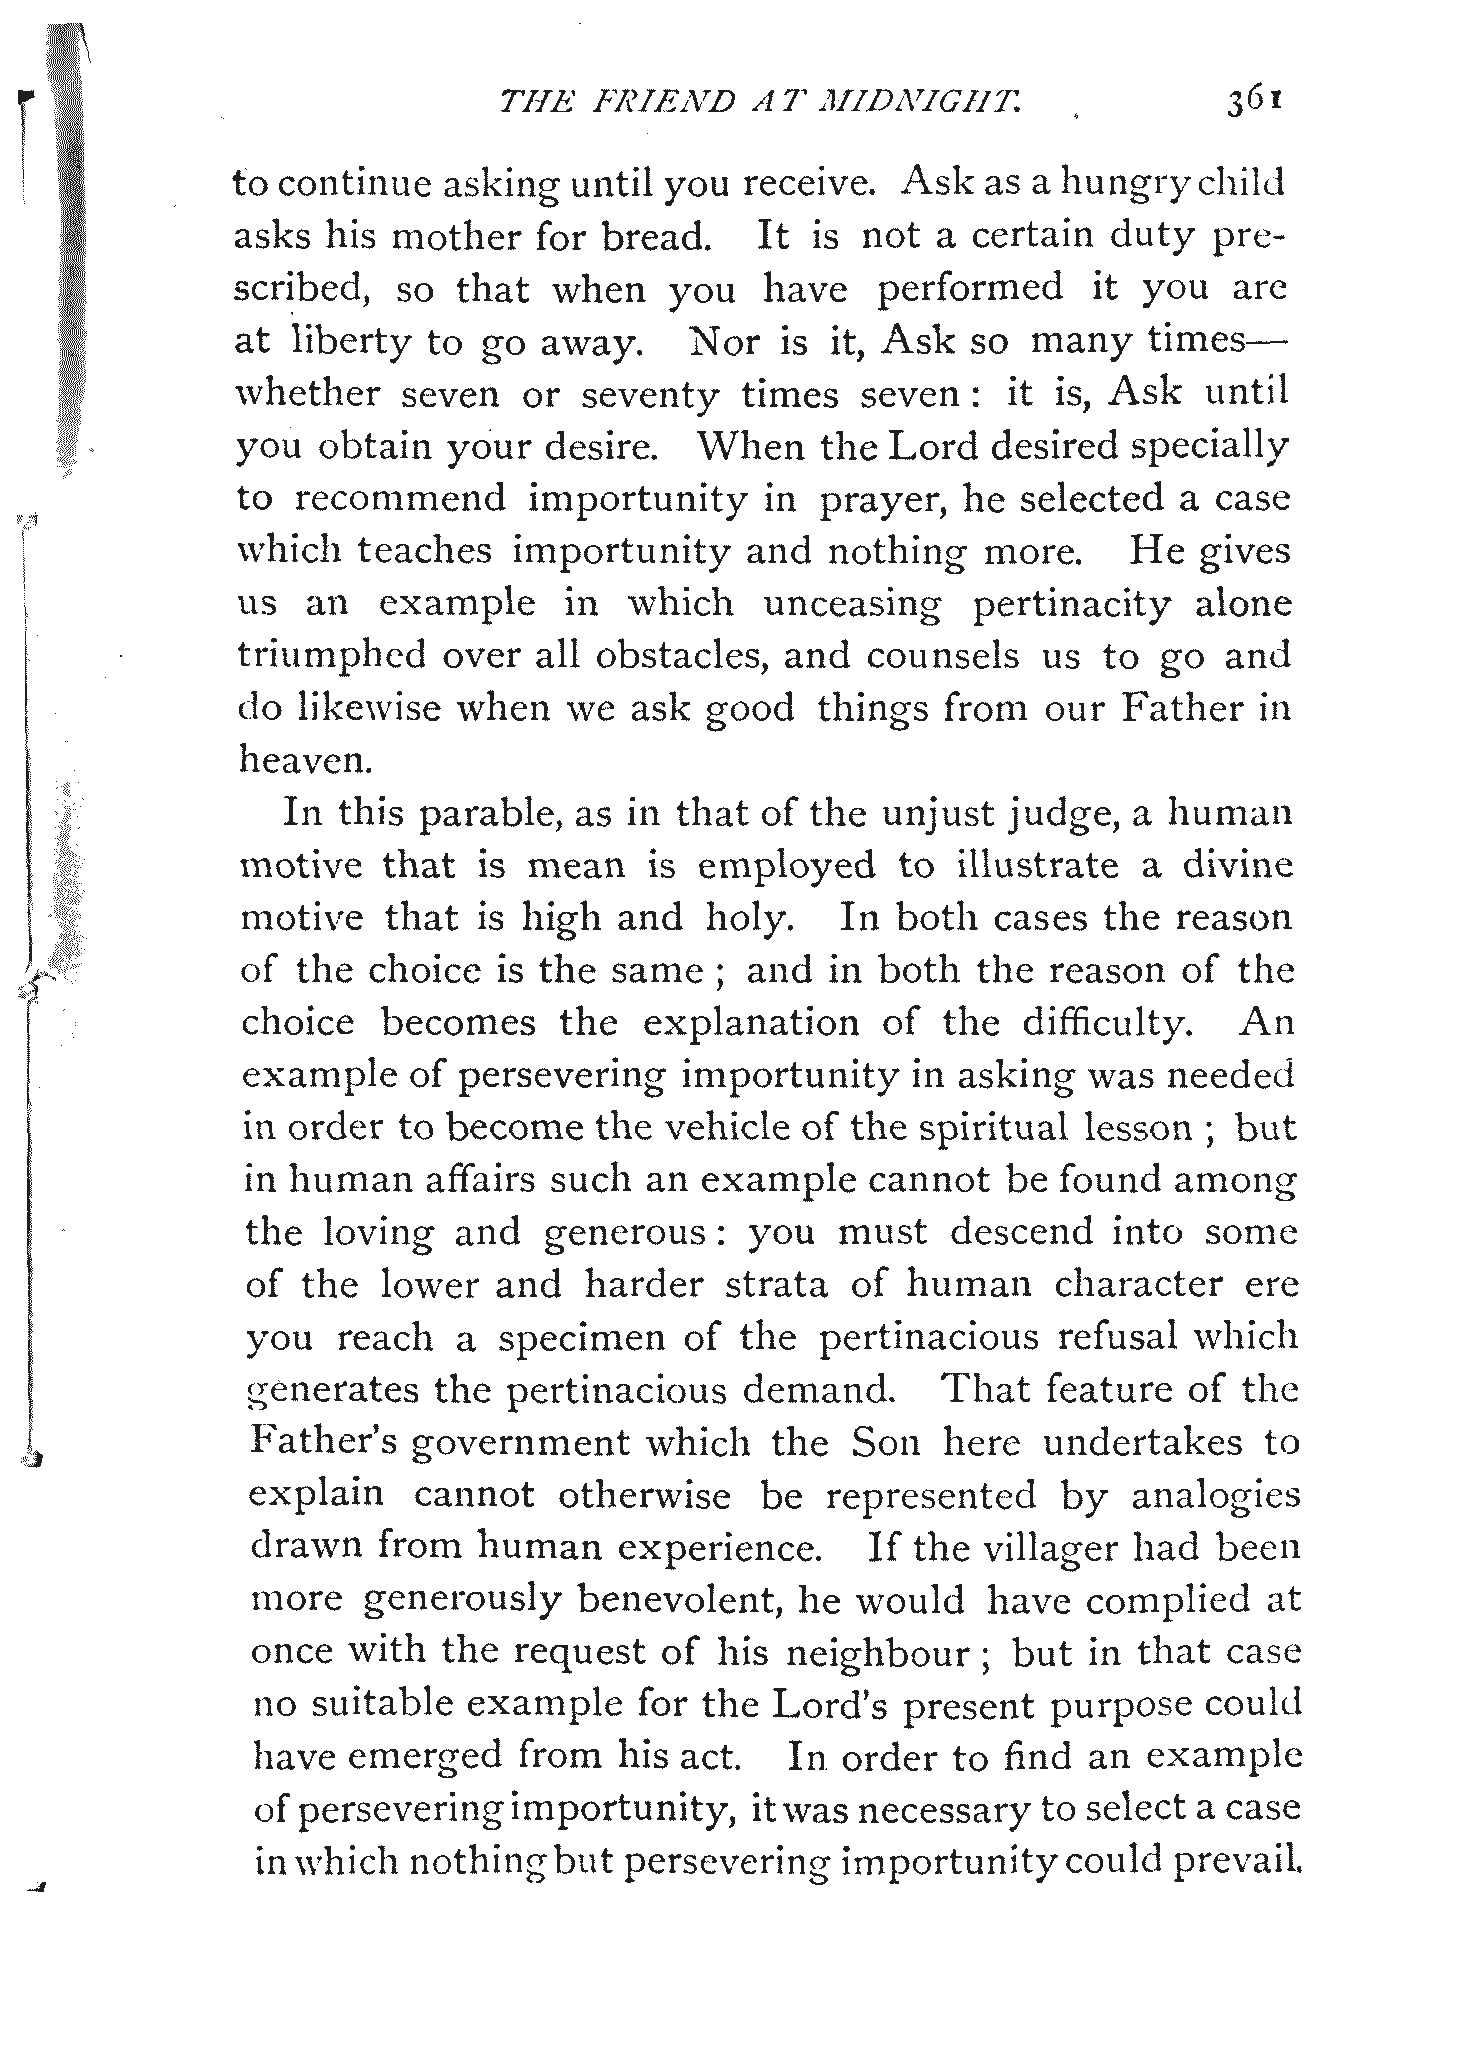 THE FRIEND AT MIDNIGHT. 361
to continue asking until you receive. Ask as a hungry child
asks his mother for bread. It is not a certain duty pre-
scribed, so that when you have performed it you are
at liberty to go away. Nor is it, Ask so many times—
whether seven or seventy times seven : it is, Ask until
you obtain your desire. When the Lord desired specially
to recommend importunity in prayer, he selected a case
which teaches importunity and nothing more. He gives
us an example in which unceasing pertinacity alone
triumphed over all obstacles, and counsels us to go and
do likewise when we ask good things from our Father in
heaven.
In this parable, as in that of the unjust judge, a human
motive that is mean is employed to illustrate a divine
motive that is high and holy. In both cases the reason
of the choice is the same ; and in both the reason of the
choice becomes the explanation of the difficulty. An
example of persevering importunity in asking was needed
in order to become the vehicle of the spiritual lesson ; but
in human affairs such an example cannot be found among
the loving and generous : you must descend into some
of the lower and harder strata of human character ere
you reach a specimen of the pertinacious refusal which
generates the pertinacious demand. That feature of the
Father's government which the Son here undertakes to
explain cannot otherwise be represented by analogies
drawn from human experience. If the villager had been
more generously benevolent, he would have complied at
once with the request of his neighbour ; but in that case
no suitable example for the Lord's present purpose could
have emerged from his act. In order to find an example
of persevering importunity, it was necessary to select a case
in which nothing but persevering importunity could prevail.